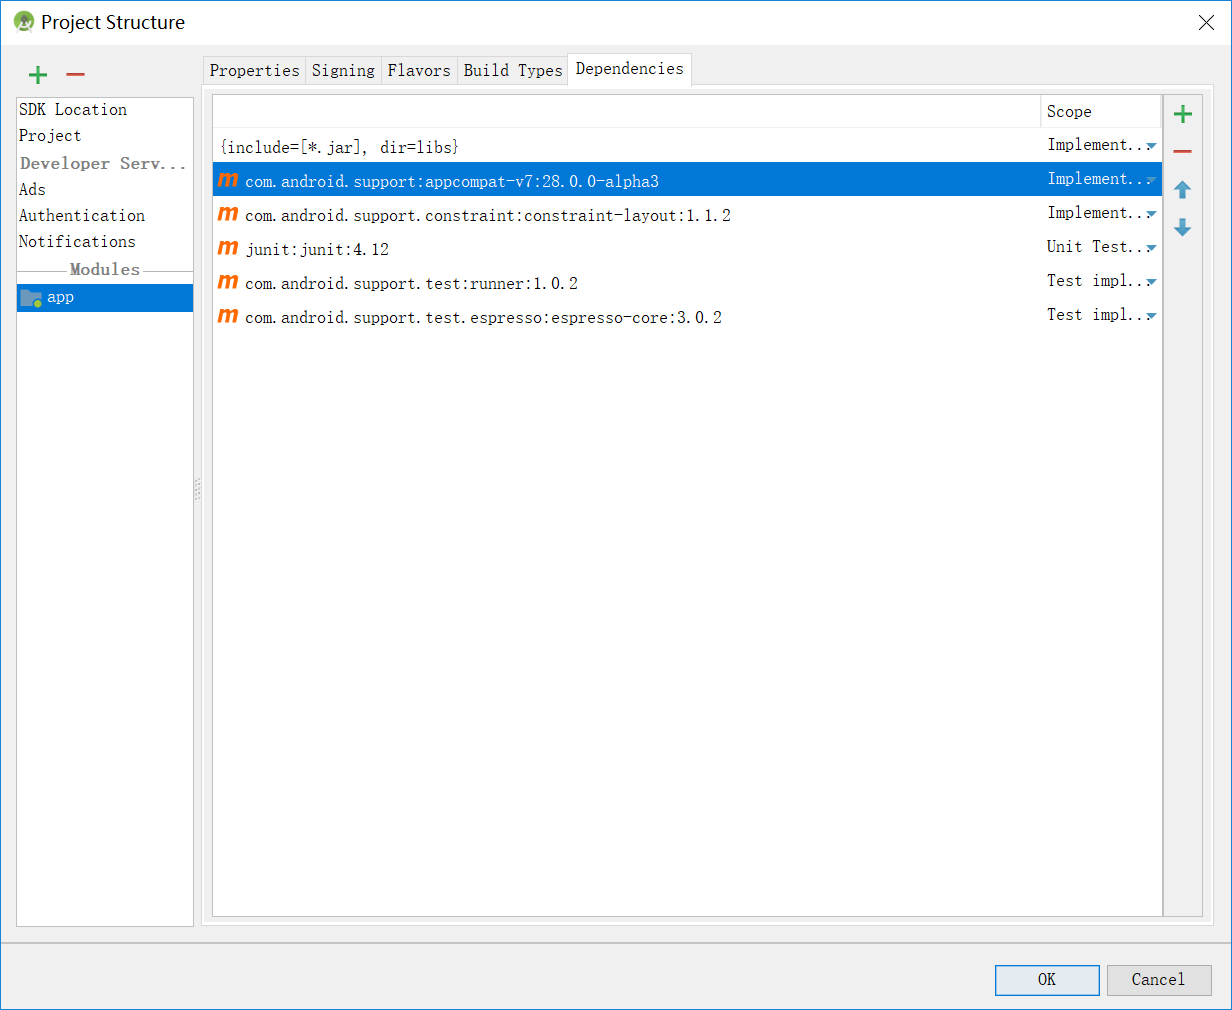 Project Structure
Properties Signing Flavors Build Types Dependencies
SDK Location
Project
Developer Serv...
Ads
Authentication
Notifications
Modules
app
Scope
{include=[*.jar], dir=libs} Implement...
m com.android.support:appcompat-v7:28.0.0-alpha3 Implement...
m com.android.support.constraint:constraint-layout:1.1.2 Implement...
m junit:junit:4.12 Unit Test...
m com.android.support.test:runner:1.0.2 Test impl...
m com.android.support.test.espresso:espresso-core:3.0.2 Test impl...
OK Cancel